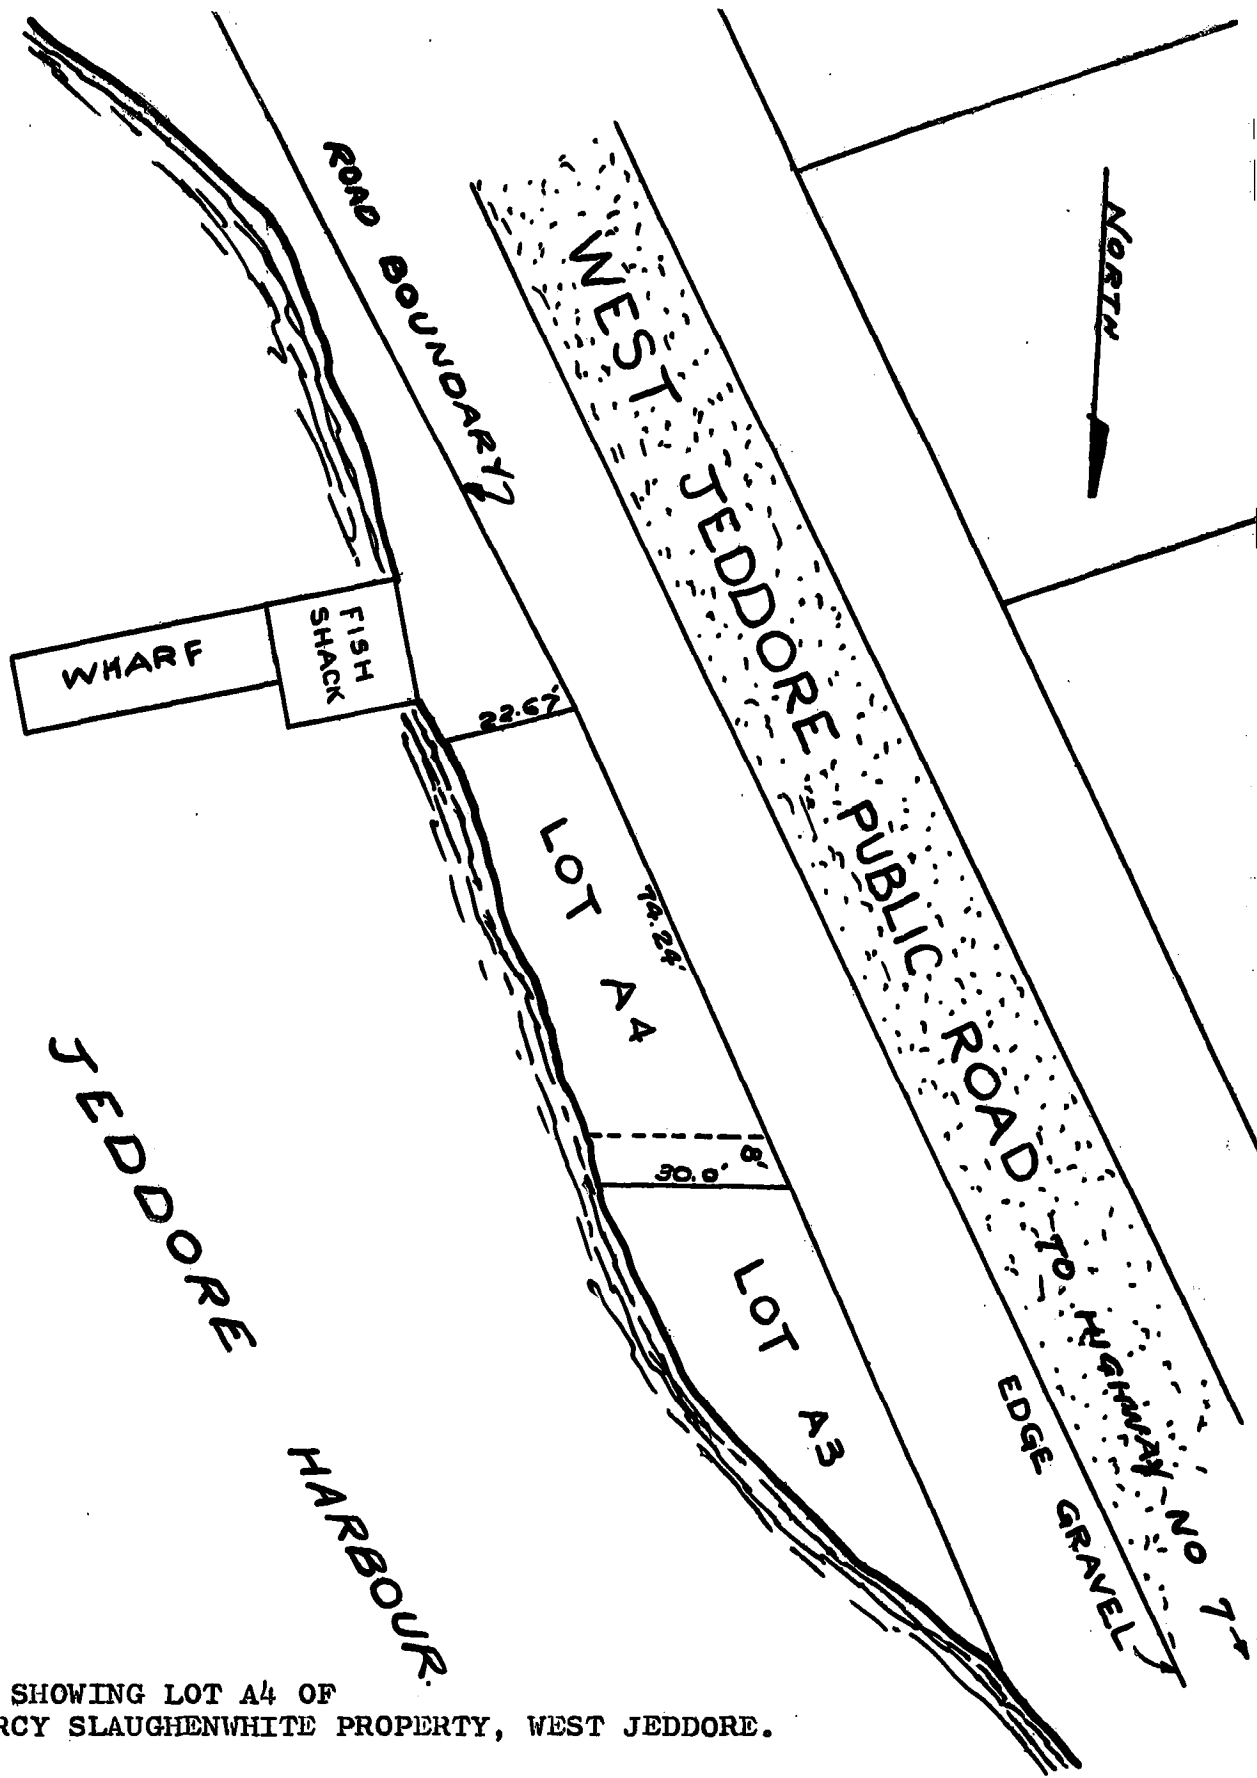 ROAD BOUNDARY
NORTH
WEST JEDDORE PUBLIC ROAD - TO HIGHWAY - NO 7
FISH
SHACK
WHARF
22.67'
LOT A4
74.24'
8'
30.0'
LOT A3
EDGE GRAVEL
JEDDORE HARBOUR.
SHOWING LOT A4 OF
RCY SLAUGHENWHITE PROPERTY, WEST JEDDORE.